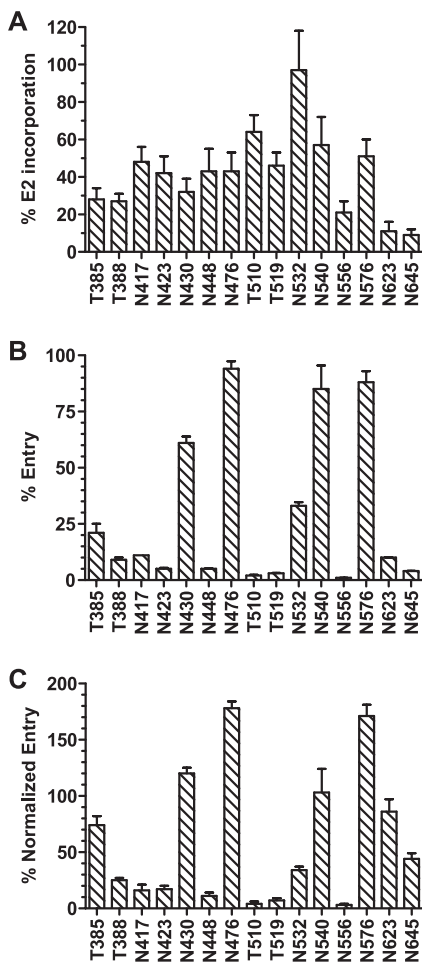 A
% E2 incorporation
120
100
80
60
40
20
0
T385 T388 N417 N423 N430 N448 N476 T510 T519 N532 N540 N556 N576 N623 N645
B
% Entry
100
75
50
25
0
T385 T388 N417 N423 N430 N448 N476 T510 T519 N532 N540 N556 N576 N623 N645
C
% Normalized Entry
200
150
100
50
0
T385 T388 N417 N423 N430 N448 N476 T510 T519 N532 N540 N556 N576 N623 N645